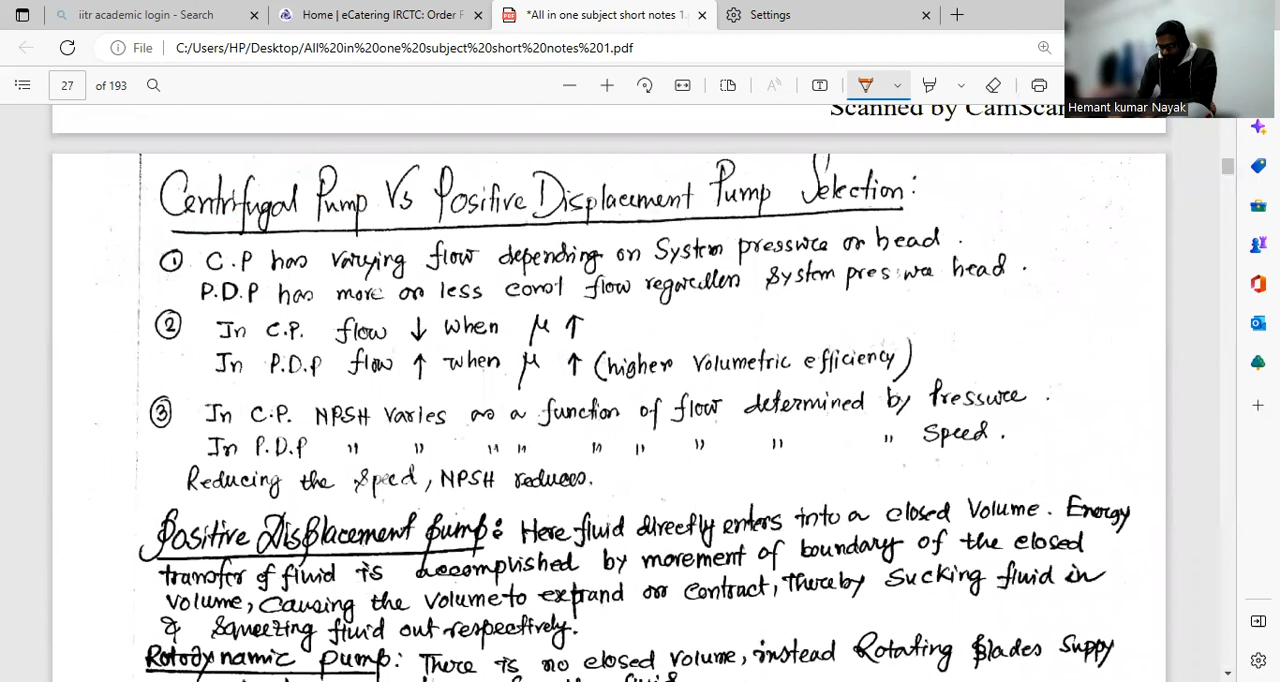 iitr academic login - Search
Home | eCatering IRCTC: Order F
*All in one subject short notes 1.
Settings
File
C:/Users/HP/Desktop/All%20in%20one%20subject%20short%20notes%201.pdf
27 of 193
Hemant kumar Nayak
Scanned by CamScan
Centrifugal Pump Vs Positive Displacement Pump Selection:
① C.P has varying flow depending on System pressure or head.
P.D.P has more or less const flow regardless System pressure head.
② In C.P. flow ↓ when μ ↑
In P.D.P flow ↑ when μ ↑ (higher Volumetric efficiency)
③ In C.P. NPSH varies as a function of flow determined by Pressure.
In P.D.P " " " " " " " " " Speed.
Reducing the Speed, NPSH reduces.
Positive Displacement pump: Here fluid directly enters into a closed Volume. Energy
transfer of fluid is accomplished by movement of boundary of the closed
volume, causing the volume to expand or contract, thereby sucking fluid in
& squeezing fluid out respectively.
Rotodynamic pump: There is no closed volume, instead Rotating Blades Supply